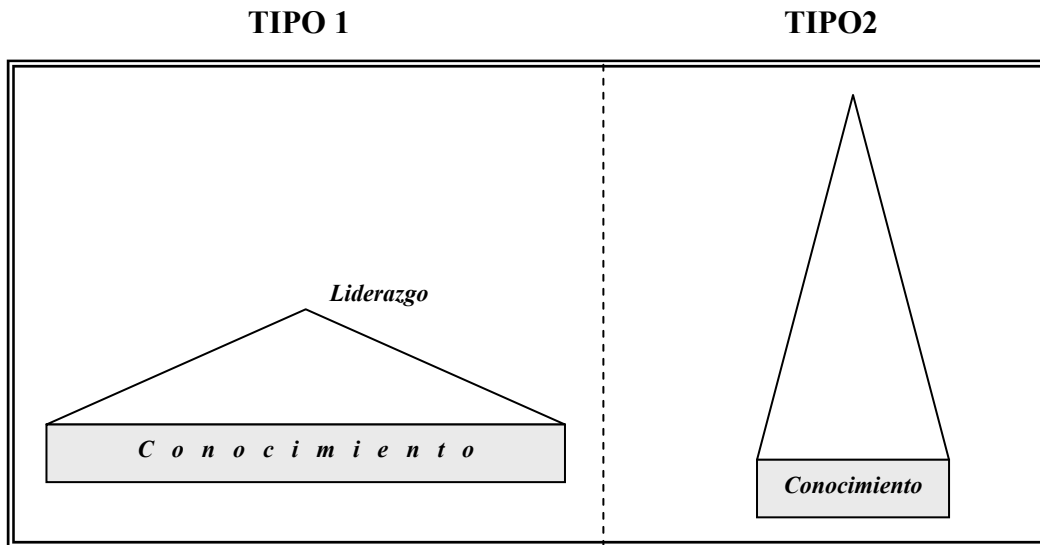 TIPO 1
TIPO2
Liderazgo
C o n o c i m i e n t o
Conocimiento